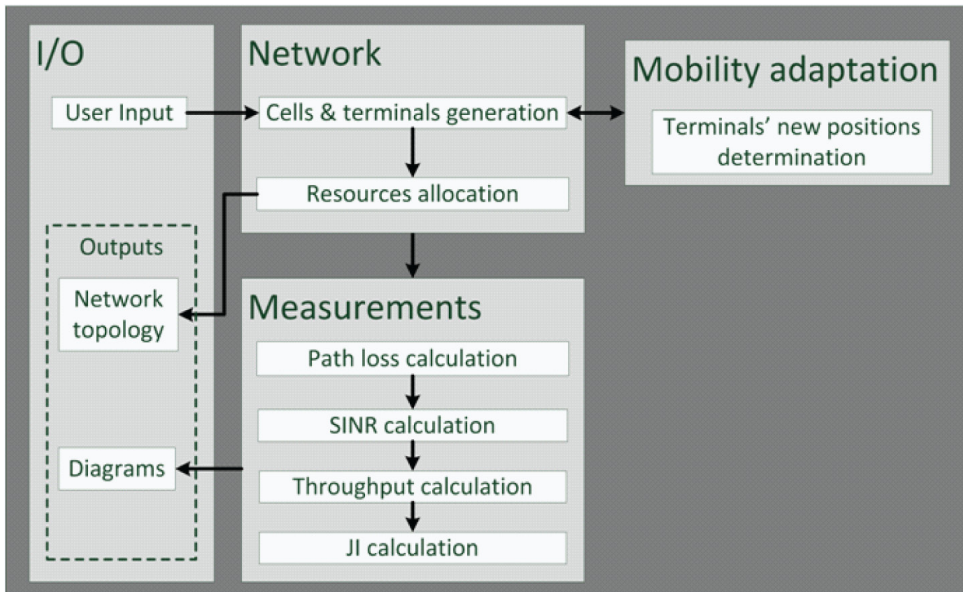 I/O
User Input
Outputs
Network
topology
Diagrams
Network
Cells & terminals generation
Resources allocation
Measurements
Path loss calculation
SINR calculation
Throughput calculation
JI calculation
Mobility adaptation
Terminals’ new positions
determination